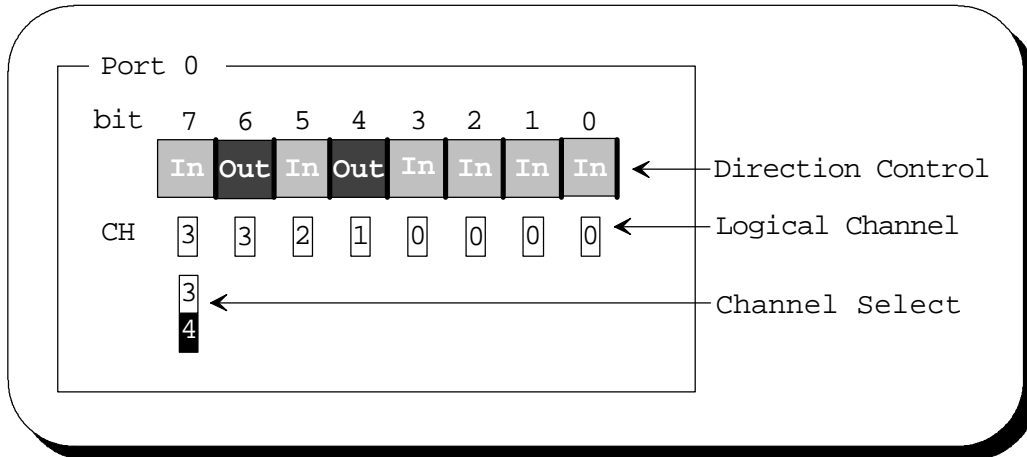 Port 0
bit 7 6 5 4 3 2 1 0
In Out In Out In In In In Direction Control
CH 3 3 2 1 0 0 0 0 Logical Channel
3 Channel Select
4